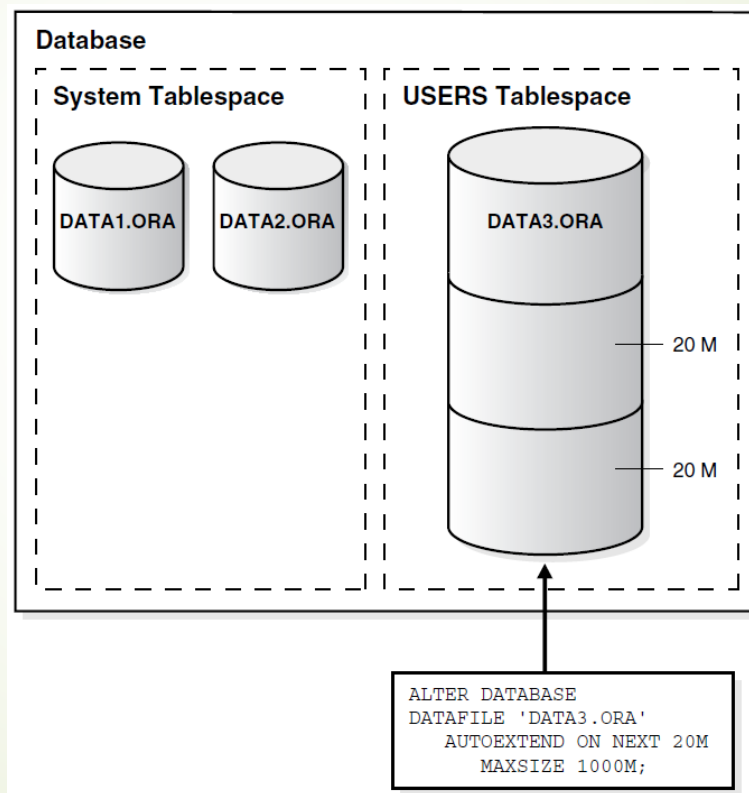 Database
System Tablespace
USERS Tablespace
DATA1.ORA
DATA2.ORA
DATA3.ORA
20 M
20 M
ALTER DATABASE
DATAFILE 'DATA3.ORA'
AUTOEXTEND ON NEXT 20M
MAXSIZE 1000M;